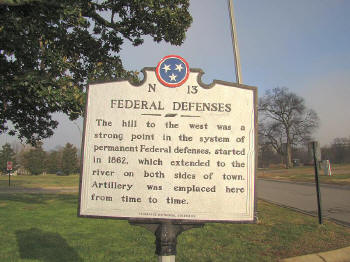 N 13
FEDERAL DEFENSES
The hill to the west was a
strong point in the system of
permanent Federal defenses, started
in 1862, which extended to the
river on both sides of town.
Artillery was emplaced here
from time to time.